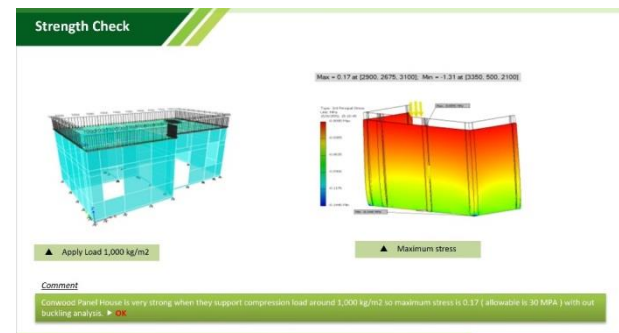 Strength Check
Max = 0.17 at [2900, 2675, 3100]; Min = -1.31 at [3350, 500, 2100]
▲ Apply Load 1,000 kg/m2
▲ Maximum stress
Comment
Conwood Panel House is very strong when they support compression load around 1,000 kg/m2 so maximum stress is 0.17 ( allowable is 30 MPA ) with out
buckling analysis. ► OK